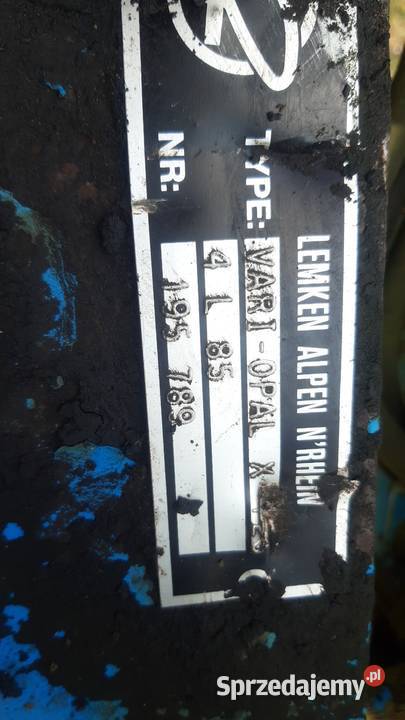 LEMKEN ALPEN N'RHEIN
TYPE: VARI-OPAL X
4 L 85
NR: 195 789
Sprzedajemy.pl